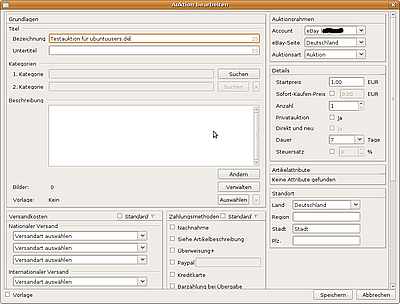 Auktion bearbeiten
Grundlagen
Titel
Bezeichnung Testauktion für ubuntuusers.de 25
Untertitel 55
Kategorien
1. Kategorie Suchen
2. Kategorie Suchen
Beschreibung
Ändern
Bilder: 0 Verwalten
Vorlage: Kein Auswählen
Versandkosten Standard
Nationaler Versand
Versandart auswählen
Versandart auswählen
Versandart auswählen
Internationaler Versand
Versandart auswählen
Zahlungsmethoden Standard
Nachnahme
Siehe Artikelbeschreibung
Überweisung+
Paypal
Kreditkarte
Barzahlung bei Übergabe
Auktionsrahmen
Account eBay
eBay-Seite Deutschland
Auktionsart Auktion
Details
Startpreis 1,00 EUR
Sofort-Kaufen-Preis 0,00 EUR
Anzahl 1
Privatauktion Ja
Direkt und neu Ja
Dauer 7 Tage
Steuersatz 0 %
Artikelattribute
Keine Attribute gefunden
Standort
Land Deutschland
Region
Stadt Stadt
Plz.
Vorlage Speichern Abbrechen